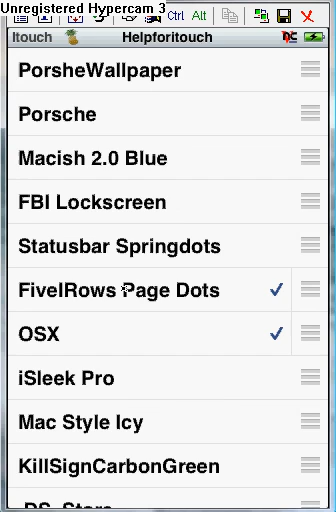 Unregistered Hypercam 3
Ctrl Alt
Itouch Helpforitouch
PorsheWallpaper
Porsche
Macish 2.0 Blue
FBI Lockscreen
Statusbar Springdots
FiveIRows Page Dots
OSX
iSleek Pro
Mac Style Icy
KillSignCarbonGreen
.DS_Store